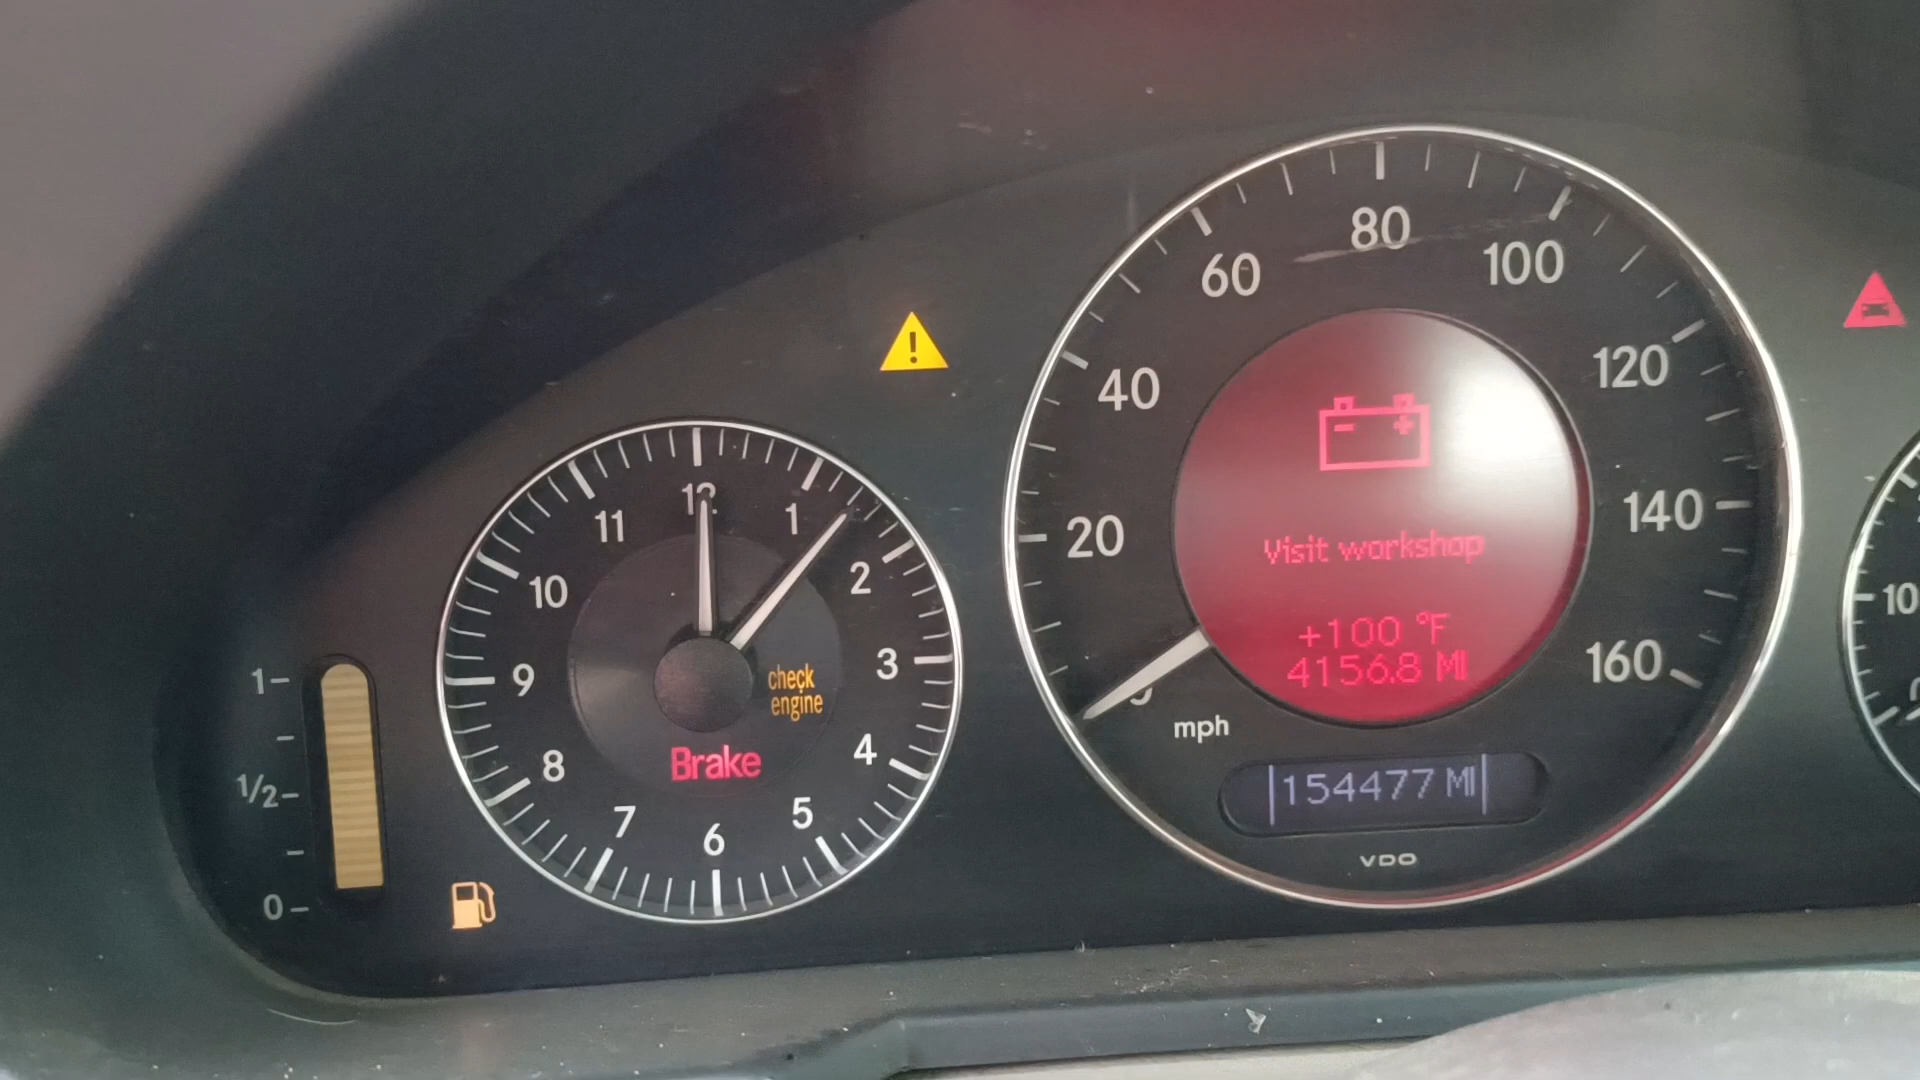 1
1/2
0
12
1
2
3
4
5
6
7
8
9
10
11
check
engine
Brake
!
20
40
60
80
100
120
140
160
mph
- +
Visit workshop
+100 °F
4156.8 MI
154477 MI
VDO
10